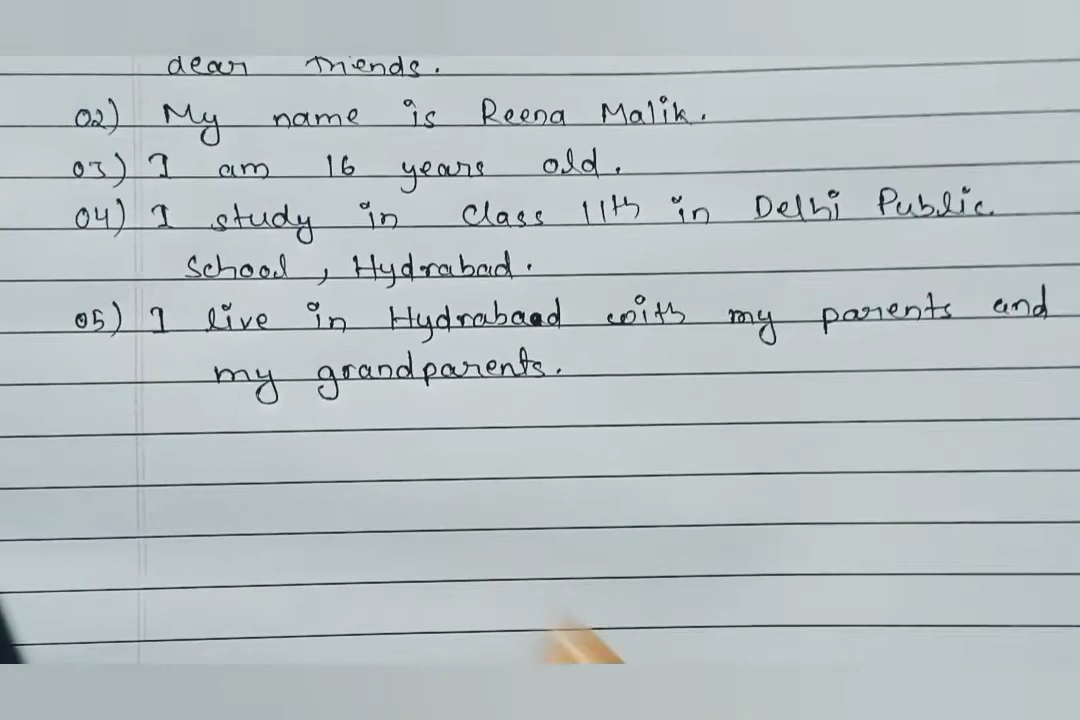 dear friends.
02) My name is Reena Malik.
03) I am 16 years old.
04) I study in Class 11th in Delhi Public
School, Hydrabad.
05) I live in Hydrabad with my parents and
my grandparents.